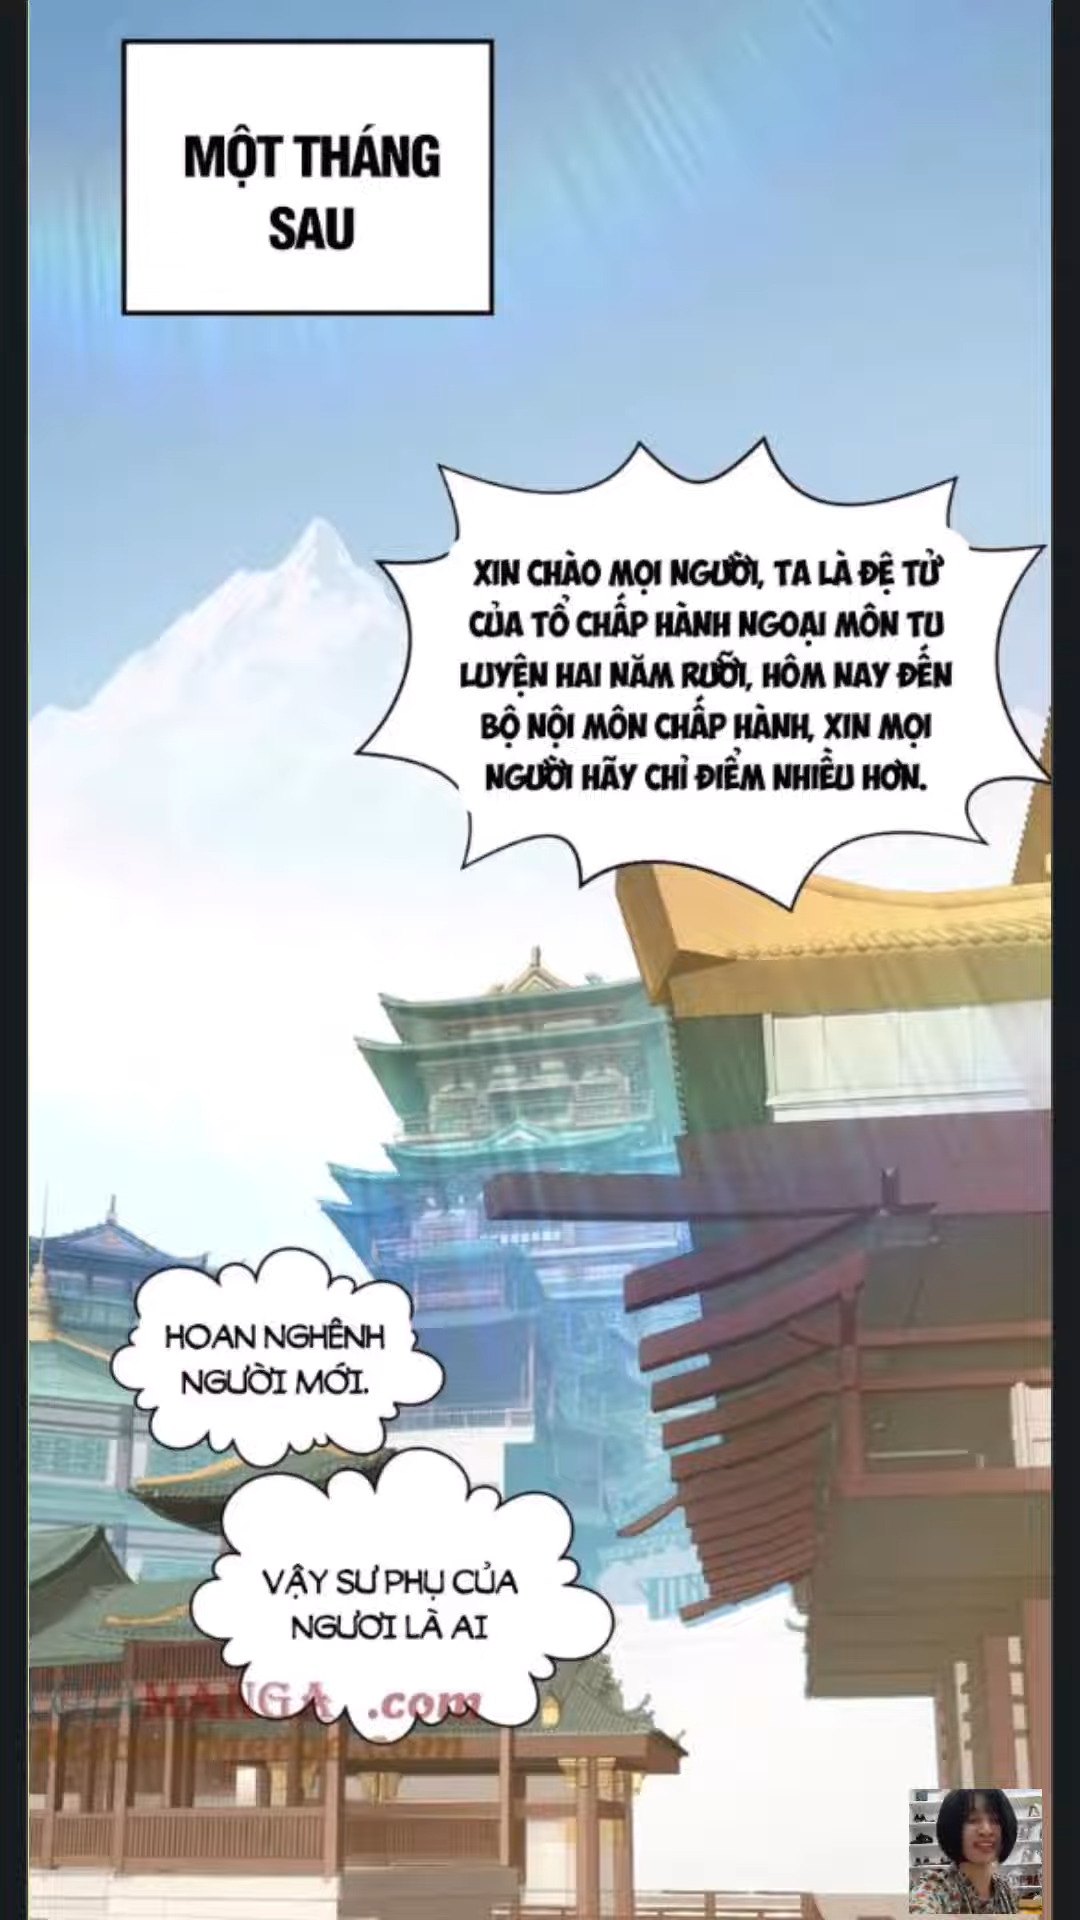 MỘT THÁNG
SAU
XIN CHÀO MỌI NGƯỜI, TA LÀ ĐỆ TỬ
CỦA TỔ CHẤP HÀNH NGOẠI MÔN TU
LUYỆN HAI NĂM RƯỠI, HÔM NAY ĐẾN
BỘ NỘI MÔN CHẤP HÀNH, XIN MỌI
NGƯỜI HÃY CHỈ ĐIỂM NHIỀU HƠN.
HOAN NGHÊNH
NGƯỜI MỚI.
VẬY SƯ PHỤ CỦA
NGƯƠI LÀ AI
MANGA .com